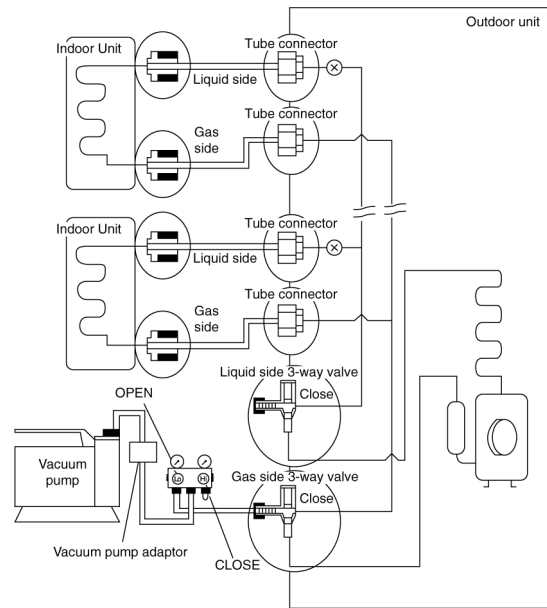 Outdoor unit
Indoor Unit
Tube connector
Liquid side
Tube connector
Gas
side
Indoor Unit
Tube connector
Liquid side
Gas
side
Tube connector
Liquid side 3-way valve
Close
OPEN
Vacuum
pump
Lo
Hi
Gas side 3-way valve
Close
Vacuum pump adaptor
CLOSE